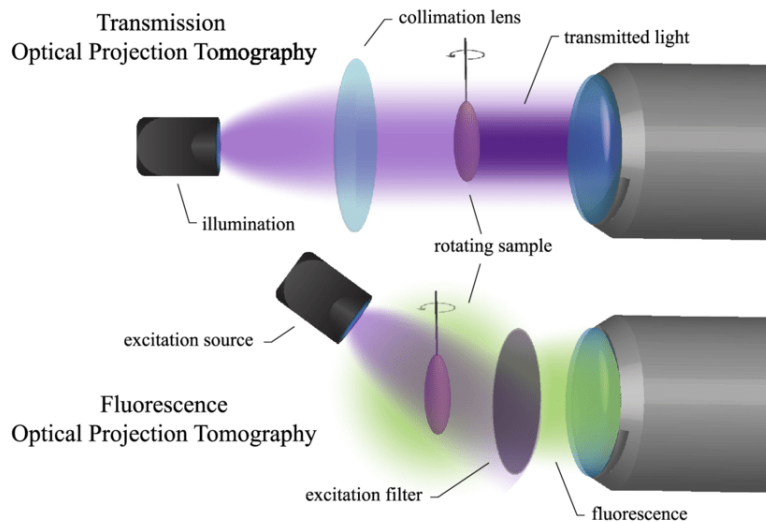 Transmission
Optical Projection Tomography
collimation lens
transmitted light
illumination
rotating sample
excitation source
Fluorescence
Optical Projection Tomography
excitation filter
fluorescence